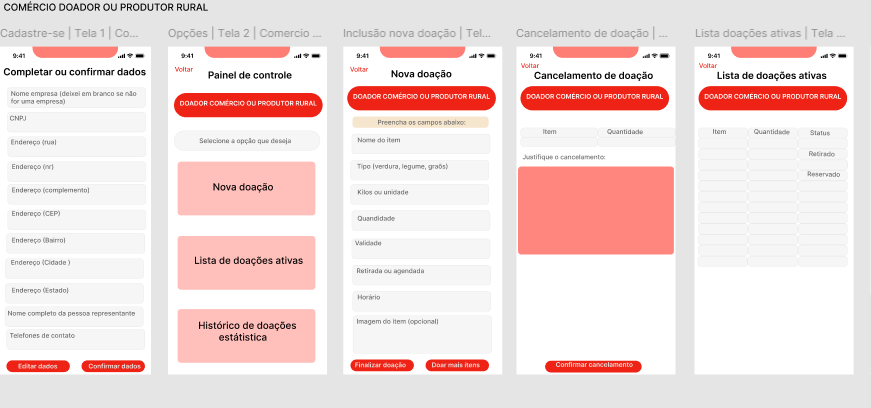 COMÉRCIO DOADOR OU PRODUTOR RURAL
Cadastre-se | Tela 1 | Co...
9:41
Completar ou confirmar dados
Nome empresa (deixei em branco se não
for uma empresa)
CNPJ
Endereço (rua)
Endereço (nr)
Endereço (complemento)
Endereço (CEP)
Endereço (Bairro)
Endereço (Cidade )
Endereço (Estado)
Nome completo da pessoa representante
Telefones de contato
Editar dados
Confirmar dados
Opções | Tela 2 | Comercio ...
9:41
Voltar
Painel de controle
DOADOR COMÉRCIO OU PRODUTOR RURAL
Selecione a opção que deseja
Nova doação
Lista de doações ativas
Histórico de doações
estátistica
Inclusão nova doação | Tel...
9:41
Voltar
Nova doação
DOADOR COMÉRCIO OU PRODUTOR RURAL
Preencha os campos abaixo:
Nome do item
Tipo (verdura, legume, graõs)
Kilos ou unidade
Quandidade
Validade
Retirada ou agendada
Horário
Imagem do item (opcional)
Finalizar doação
Doar mais itens
Cancelamento de doação | ...
9:41
Voltar
Cancelamento de doação
DOADOR COMÉRCIO OU PRODUTOR RURAL
Item
Quantidade
Justifique o cancelamento:
Confirmar cancelamento
Lista doações ativas | Tela ...
9:41
Voltar
Lista de doações ativas
DOADOR COMÉRCIO OU PRODUTOR RURAL
Item
Quantidade
Status
Retirado
Reservado